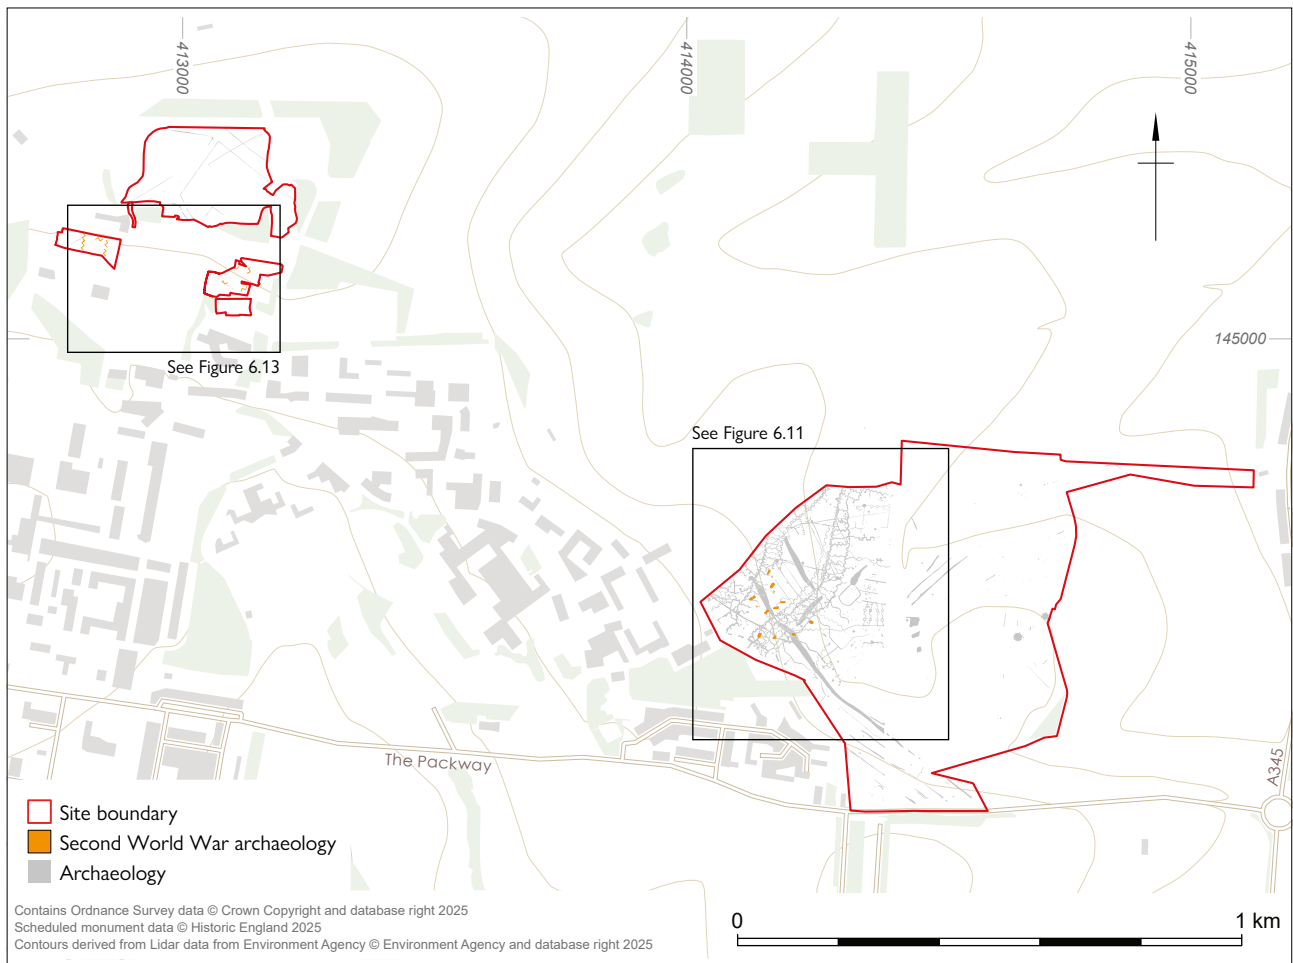 413000
414000
415000
145000
See Figure 6.13
See Figure 6.11
The Packway
A345
Site boundary
Second World War archaeology
Archaeology
Contains Ordnance Survey data © Crown Copyright and database right 2025
Scheduled monument data © Historic England 2025
Contours derived from Lidar data from Environment Agency © Environment Agency and database right 2025
0
1 km